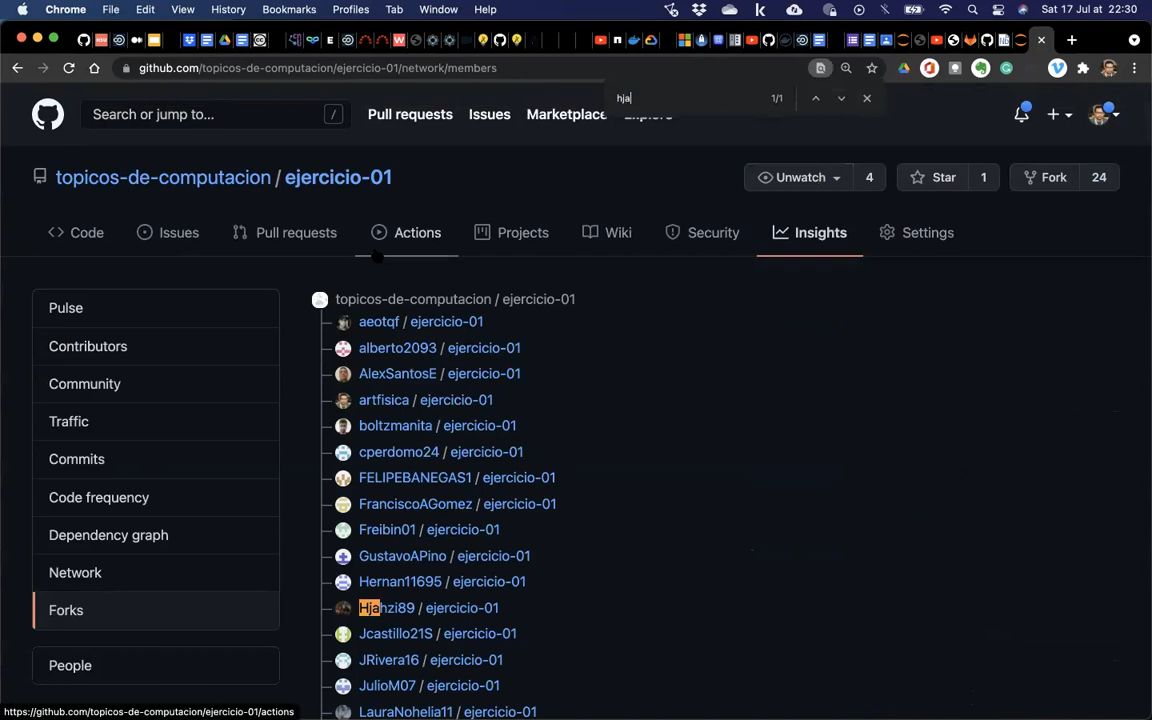 Chrome File Edit View History Bookmarks Profiles Tab Window Help Sat 17 Jul at 22:30
github.com/topicos-de-computacion/ejercicio-01/network/members
hja 1/1
Search or jump to... / Pull requests Issues Marketplace Explore
topicos-de-computacion / ejercicio-01 Unwatch 4 Star 1 Fork 24
Code Issues Pull requests Actions Projects Wiki Security Insights Settings
Pulse
Contributors
Community
Traffic
Commits
Code frequency
Dependency graph
Network
Forks
People
topicos-de-computacion / ejercicio-01
aeotqf / ejercicio-01
alberto2093 / ejercicio-01
AlexSantosE / ejercicio-01
artfisica / ejercicio-01
boltzmanita / ejercicio-01
cperdomo24 / ejercicio-01
FELIPEBANEGAS1 / ejercicio-01
FranciscoAGomez / ejercicio-01
Freibin01 / ejercicio-01
GustavoAPino / ejercicio-01
Hernan11695 / ejercicio-01
Hjahzi89 / ejercicio-01
Jcastillo21S / ejercicio-01
JRivera16 / ejercicio-01
JulioM07 / ejercicio-01
LauraNohelia11 / ejercicio-01
https://github.com/topicos-de-computacion/ejercicio-01/actions